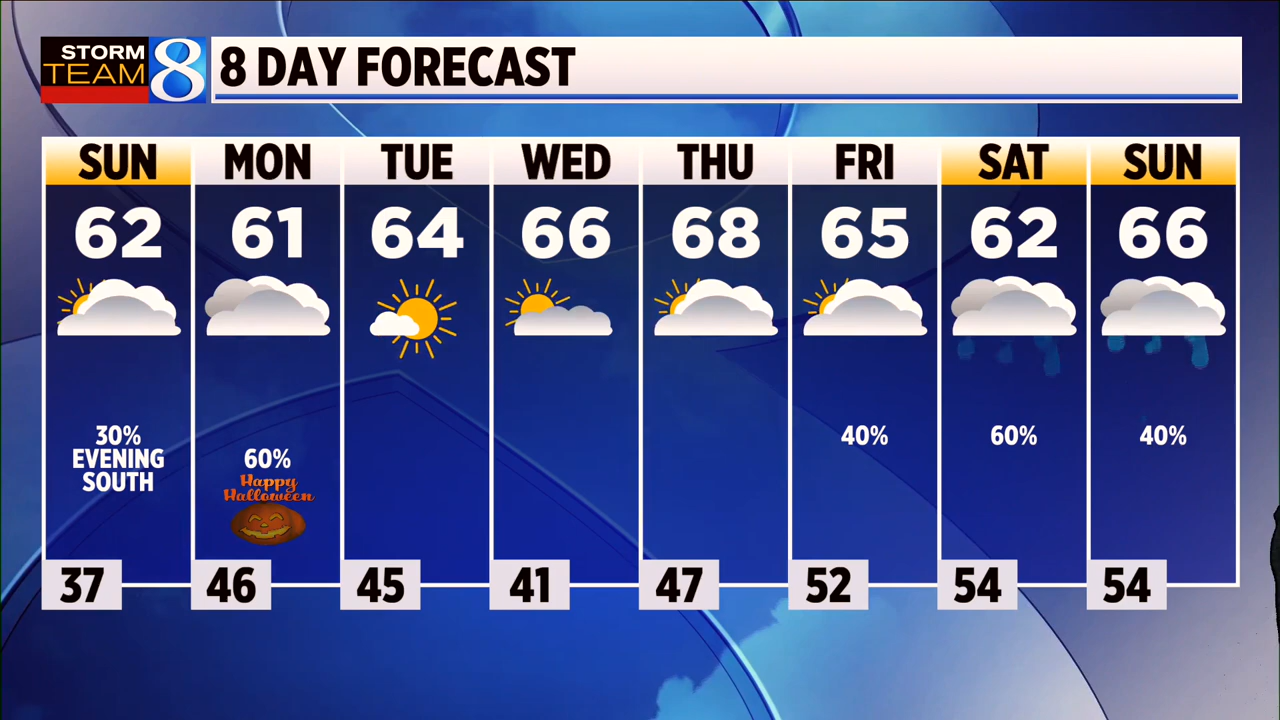 STORM
TEAM 8
8 DAY FORECAST
SUN MON TUE WED THU FRI SAT SUN
62 61 64 66 68 65 62 66
30%
EVENING
SOUTH
60%
Happy
Halloween
40%
60%
40%
37 46 45 41 47 52 54 54